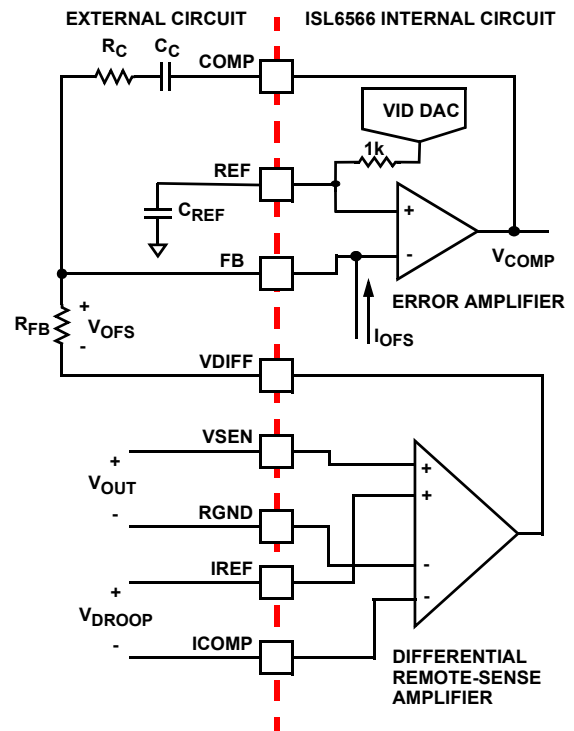 EXTERNAL CIRCUIT
ISL6566 INTERNAL CIRCUIT
RC
CC
COMP
VID DAC
1k
REF
CREF
+
-
FB
VCOMP
ERROR AMPLIFIER
IOFS
RFB
+
VOFS
-
VDIFF
VSEN
+
VOUT
-
RGND
+
+
-
-
IREF
+
VDROOP
-
ICOMP
DIFFERENTIAL
REMOTE-SENSE
AMPLIFIER